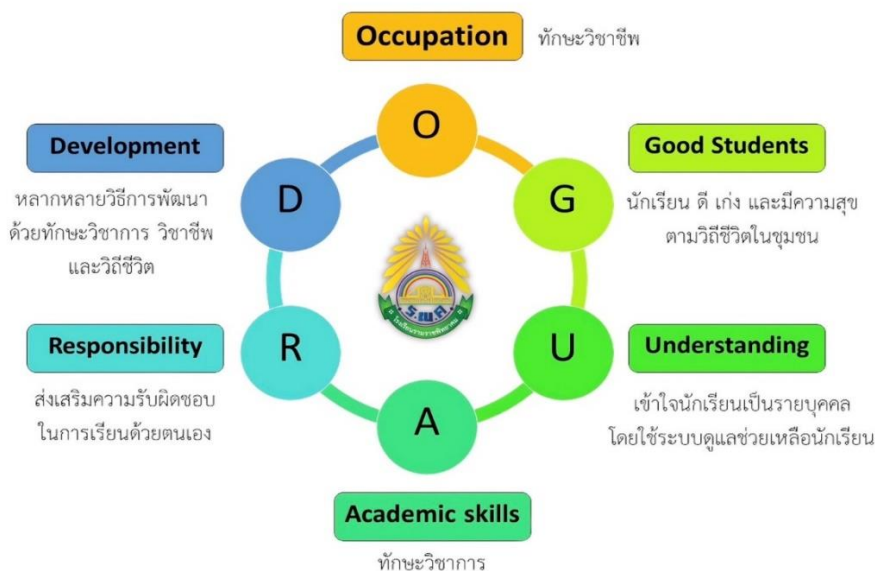 Occupation ทักษะวิชาชีพ
O
Development
หลากหลายวิธีการพัฒนา
ด้วยทักษะวิชาการ วิชาชีพ
และวิถีชีวิต
D
Good Students
นักเรียน ดี เก่ง และมีความสุข
ตามวิถีชีวิตในชุมชน
G
ร.ณ.ค.
Responsibility
ส่งเสริมความรับผิดชอบ
ในการเรียนด้วยตนเอง
R
Understanding
เข้าใจนักเรียนเป็นรายบุคคล
โดยใช้ระบบดูแลช่วยเหลือนักเรียน
U
A
Academic skills
ทักษะวิชาการ